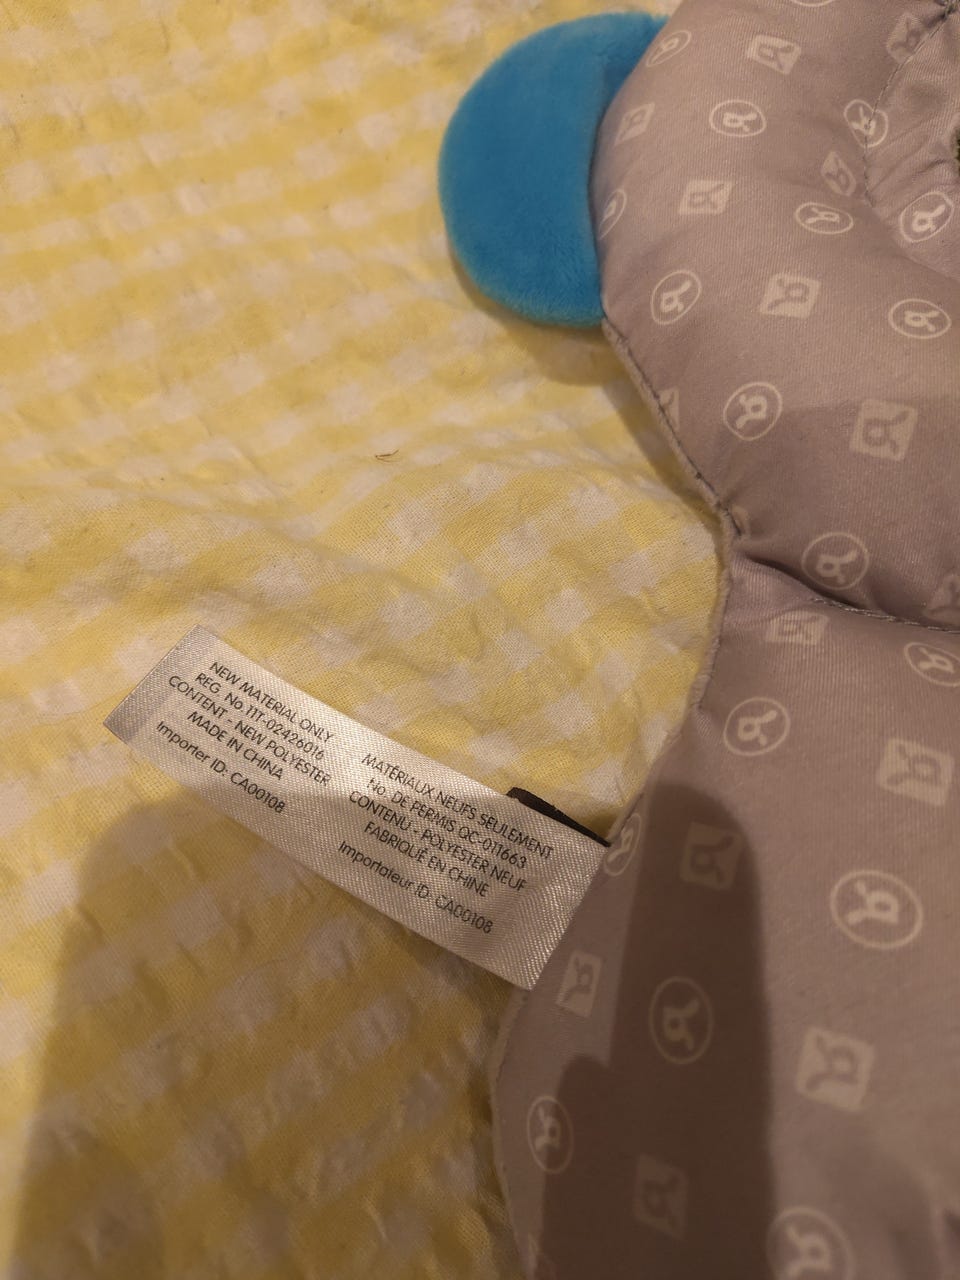 NEW MATERIAL ONLY
REG. No. 11T-02426016
CONTENT - NEW POLYESTER
MADE IN CHINA
Importer ID: CA00108
MATÉRIAUX NEUFS SEULEMENT
No. DE PERMIS QC-011663
CONTENU - POLYESTER NEUF
FABRIQUÉ EN CHINE
Importateur ID: CA00108